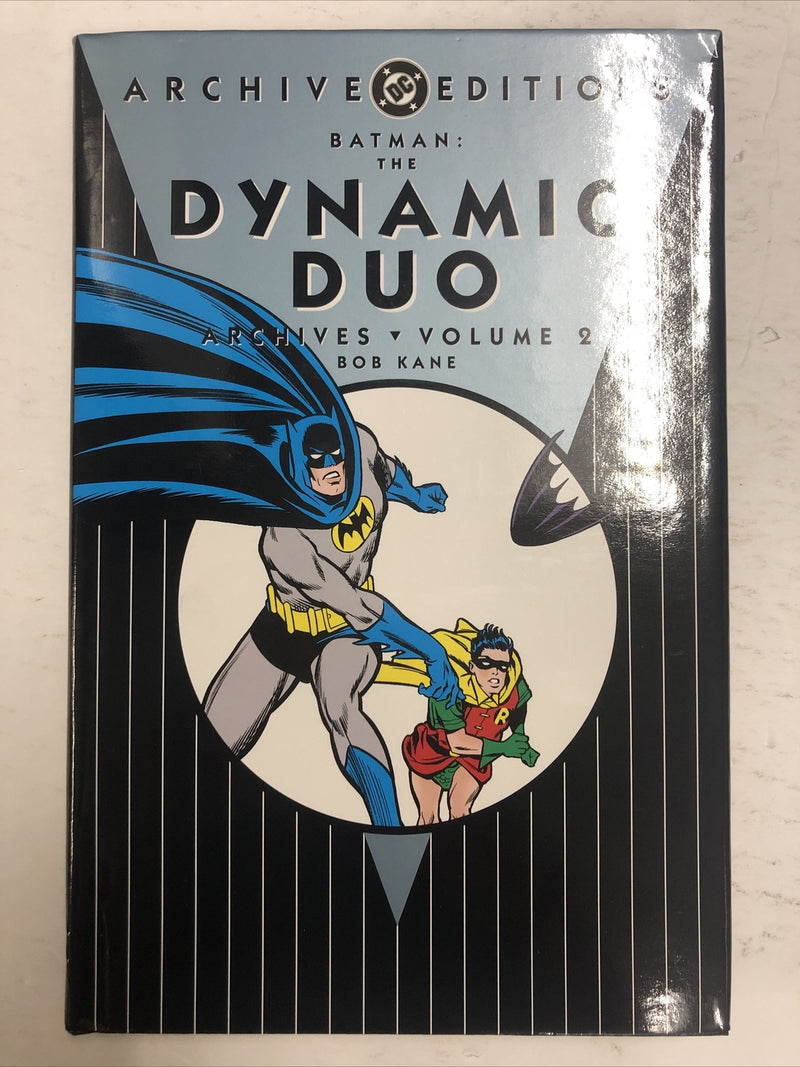 ARCHIVE DC EDITIONS
BATMAN:
THE
DYNAMIC
DUO
ARCHIVES ▾ VOLUME 2
BOB KANE
R